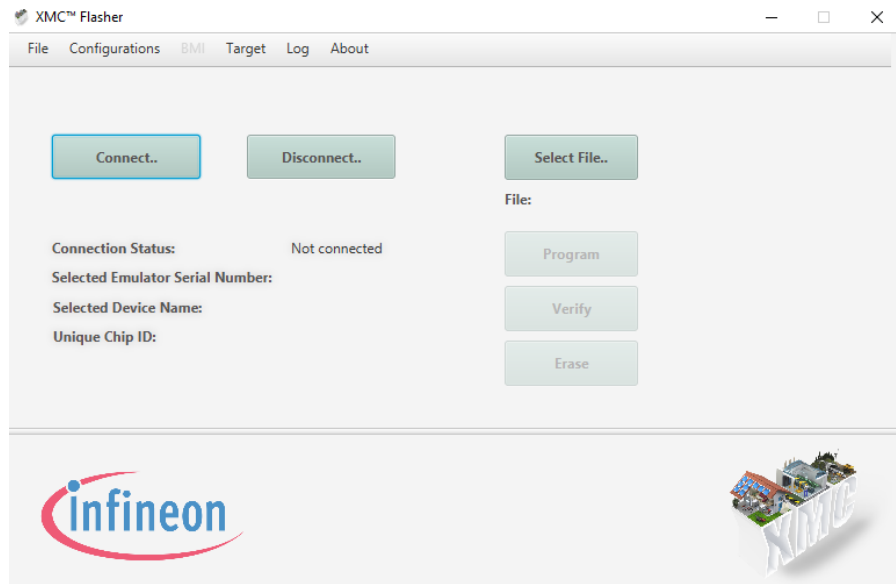 XMC™ Flasher
File Configurations BMI Target Log About
Connect.. Disconnect.. Select File..
File:
Connection Status: Not connected
Selected Emulator Serial Number:
Selected Device Name:
Unique Chip ID:
Program
Verify
Erase
infineon
XMC